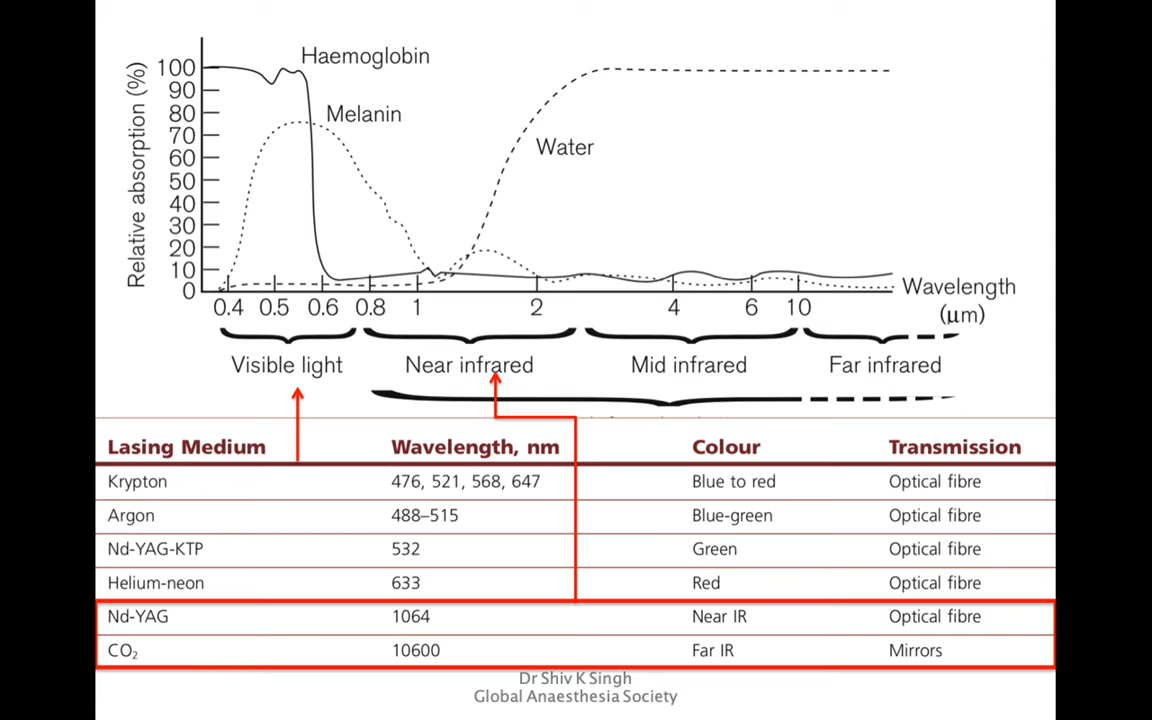 Haemoglobin
Melanin
Water
Relative absorption (%)
100
90
80
70
60
50
40
30
20
10
0
0.4 0.5 0.6 0.8 1 2 4 6 10
Wavelength
(µm)
Visible light Near infrared Mid infrared Far infrared
Lasing Medium Wavelength, nm Colour Transmission
Krypton 476, 521, 568, 647 Blue to red Optical fibre
Argon 488–515 Blue-green Optical fibre
Nd-YAG-KTP 532 Green Optical fibre
Helium-neon 633 Red Optical fibre
Nd-YAG 1064 Near IR Optical fibre
CO₂ 10600 Far IR Mirrors
Dr Shiv K Singh
Global Anaesthesia Society